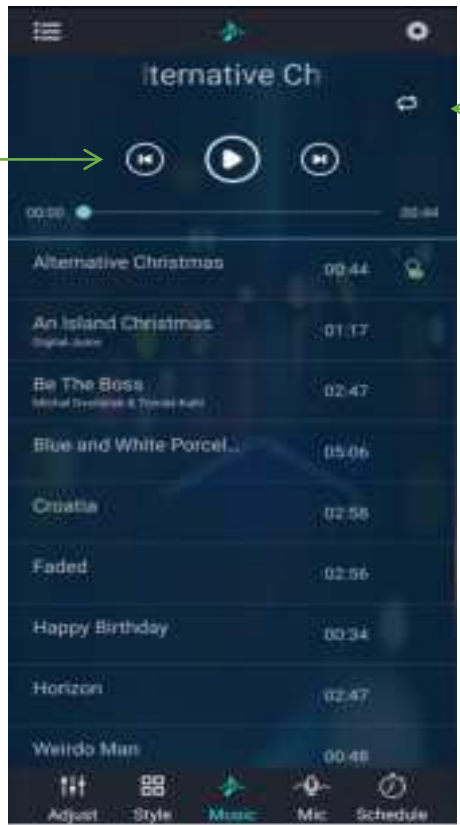 lternative Ch
00:00
00:44
Alternative Christmas
00:44
An Island Christmas
01:17
Digital Juice
Be The Boss
02:47
Blue and White Porcel...
05:06
Croatia
02:58
Faded
02:56
Happy Birthday
00:34
Horizon
02:47
Weirdo Man
00:48
Adjust Style Music Mic Schedule